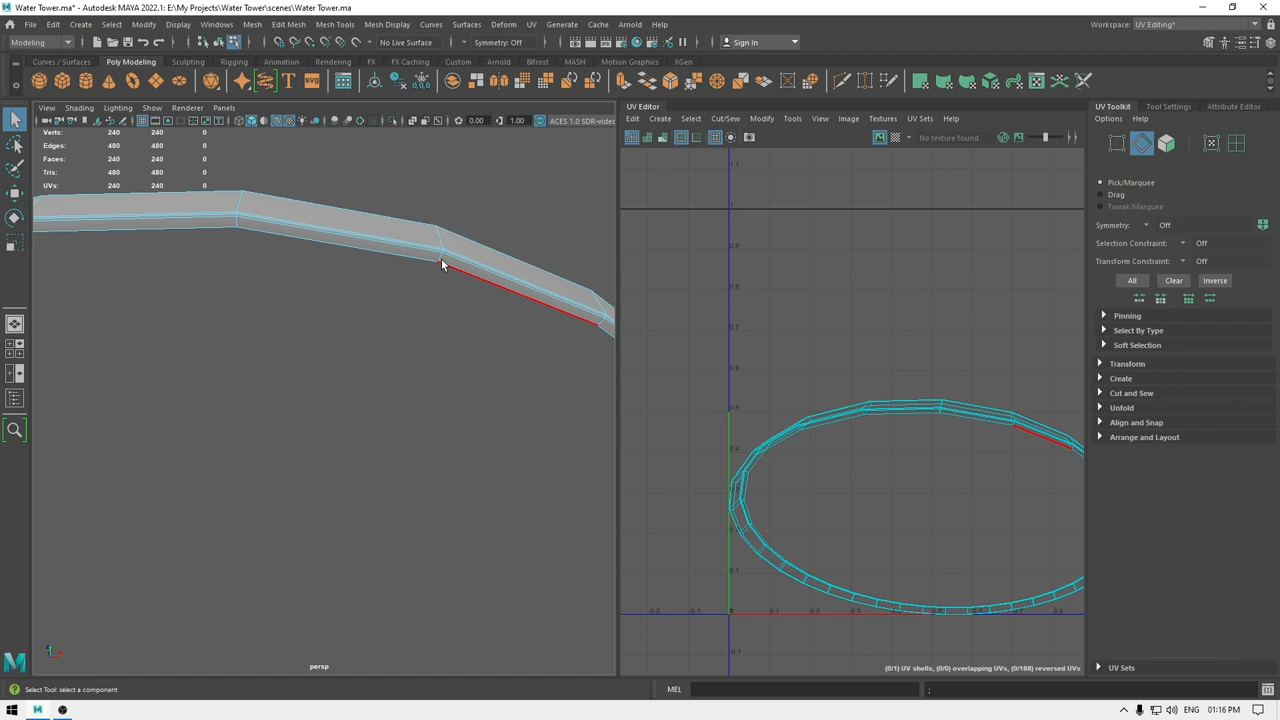 Water Tower.ma* - Autodesk MAYA 2022.1: E:\My Projects\Water Tower\scenes\Water Tower.ma
File Edit Create Select Modify Display Windows Mesh Edit Mesh Mesh Tools Mesh Display Curves Surfaces Deform UV Generate Cache Arnold Help
Workspace: UV Editing*
Modeling
No Live Surface
Symmetry: Off
Sign In
Curves / Surfaces Poly Modeling Sculpting Rigging Animation Rendering FX FX Caching Custom Arnold Bifrost MASH Motion Graphics XGen
View Shading Lighting Show Renderer Panels
0.00 1.00 ACES 1.0 SDR-video
Verts: 240 240 0
Edges: 480 480 0
Faces: 240 240 0
Tris: 480 480 0
UVs: 240 240 0
persp
UV Editor
Edit Create Select Cut/Sew Modify Tools View Image Textures UV Sets Help
No texture found
(0/1) UV shells, (0/0) overlapping UVs, (0/188) reversed UVs
UV Toolkit Tool Settings Attribute Editor
Options Help
Pick/Marquee
Drag
Tweak/Marquee
Symmetry: Off
Selection Constraint: Off
Transform Constraint: Off
All Clear Inverse
Pinning
Select By Type
Soft Selection
Transform
Create
Cut and Sew
Unfold
Align and Snap
Arrange and Layout
UV Sets
Select Tool: select a component
MEL
;
ENG 01:16 PM